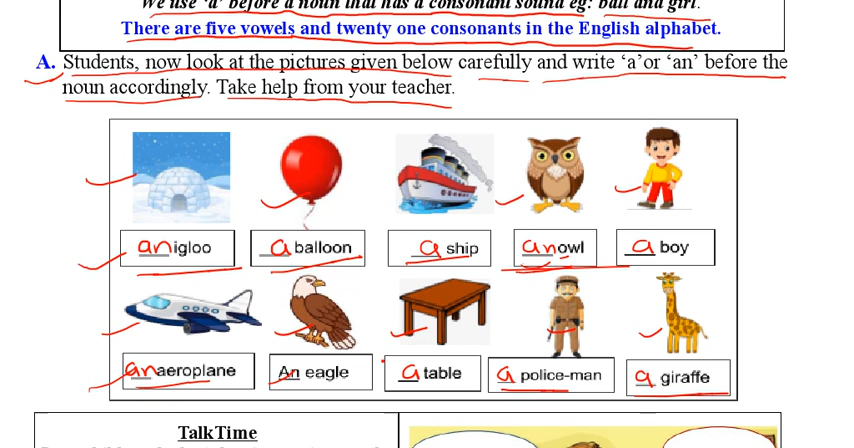 We use 'a' before a noun that has a consonant sound eg: ball and girl.
There are five vowels and twenty one consonants in the English alphabet.
A. Students, now look at the pictures given below carefully and write 'a'or 'an' before the
noun accordingly. Take help from your teacher.
an igloo
a balloon
a ship
an owl
a boy
an aeroplane
An eagle
a table
a police-man
a giraffe
Talk Time